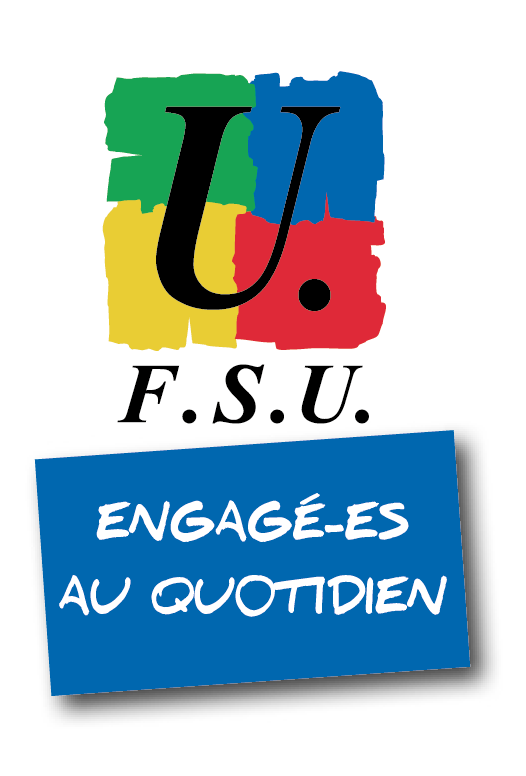 U.
F.S.U.
ENGAGÉ-ES
AU QUOTIDIEN